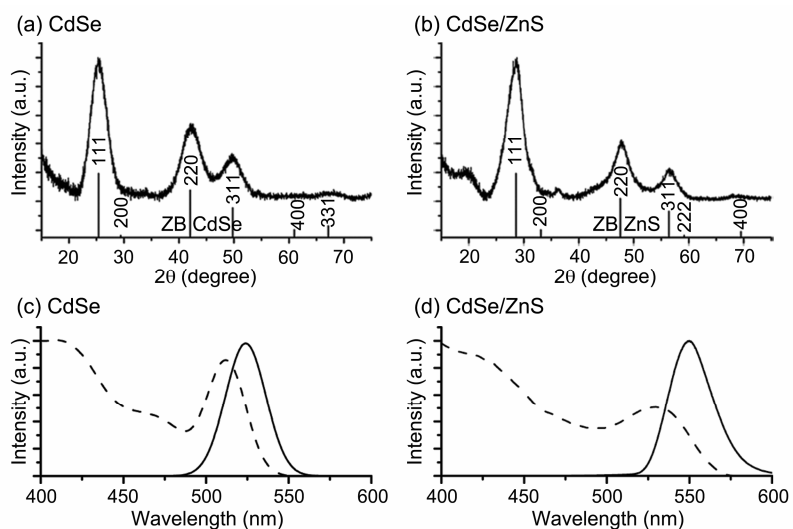 (a) CdSe
Intensity (a.u.)
111
200
220
311
400
331
ZB CdSe
20 30 40 50 60 70
2θ (degree)
(b) CdSe/ZnS
Intensity (a.u.)
111
200
220
311
222
400
ZB ZnS
20 30 40 50 60 70
2θ (degree)
(c) CdSe
Intensity (a.u.)
400 450 500 550 600
Wavelength (nm)
(d) CdSe/ZnS
Intensity (a.u.)
400 450 500 550 600
Wavelength (nm)